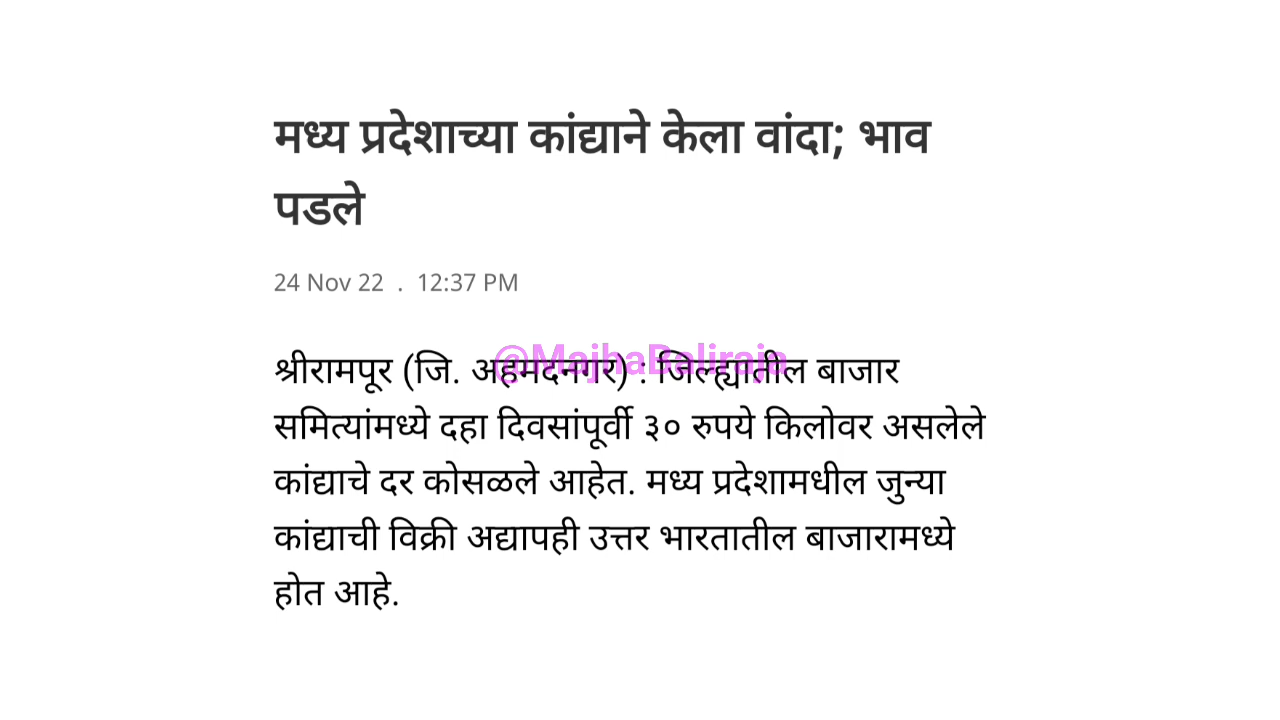 मध्य प्रदेशाच्या कांद्याने केला वांदा; भाव
पडले
24 Nov 22 . 12:37 PM
@MajhaBaliraja
श्रीरामपूर (जि. अहमदनगर) : जिल्ह्यातील बाजार
समित्यांमध्ये दहा दिवसांपूर्वी ३० रुपये किलोवर असलेले
कांद्याचे दर कोसळले आहेत. मध्य प्रदेशामधील जुन्या
कांद्याची विक्री अद्यापही उत्तर भारतातील बाजारामध्ये
होत आहे.